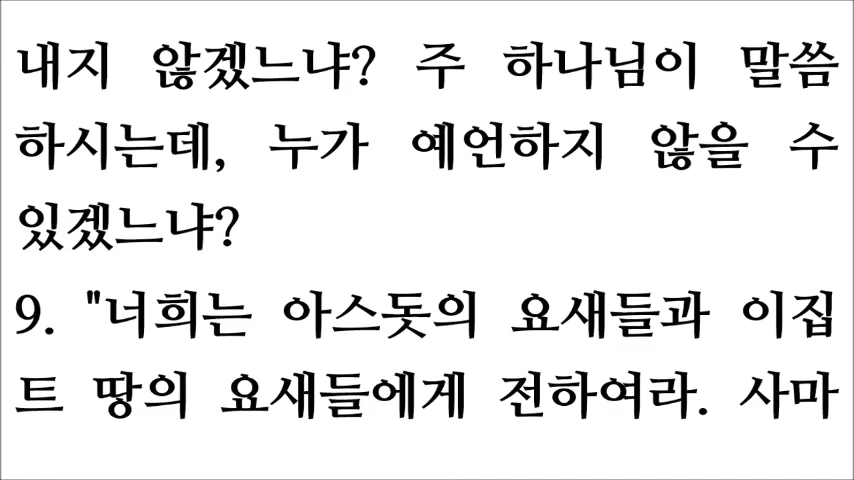 내지 않겠느냐? 주 하나님이 말씀
하시는데, 누가 예언하지 않을 수
있겠느냐?
9. "너희는 아스돗의 요새들과 이집
트 땅의 요새들에게 전하여라. 사마